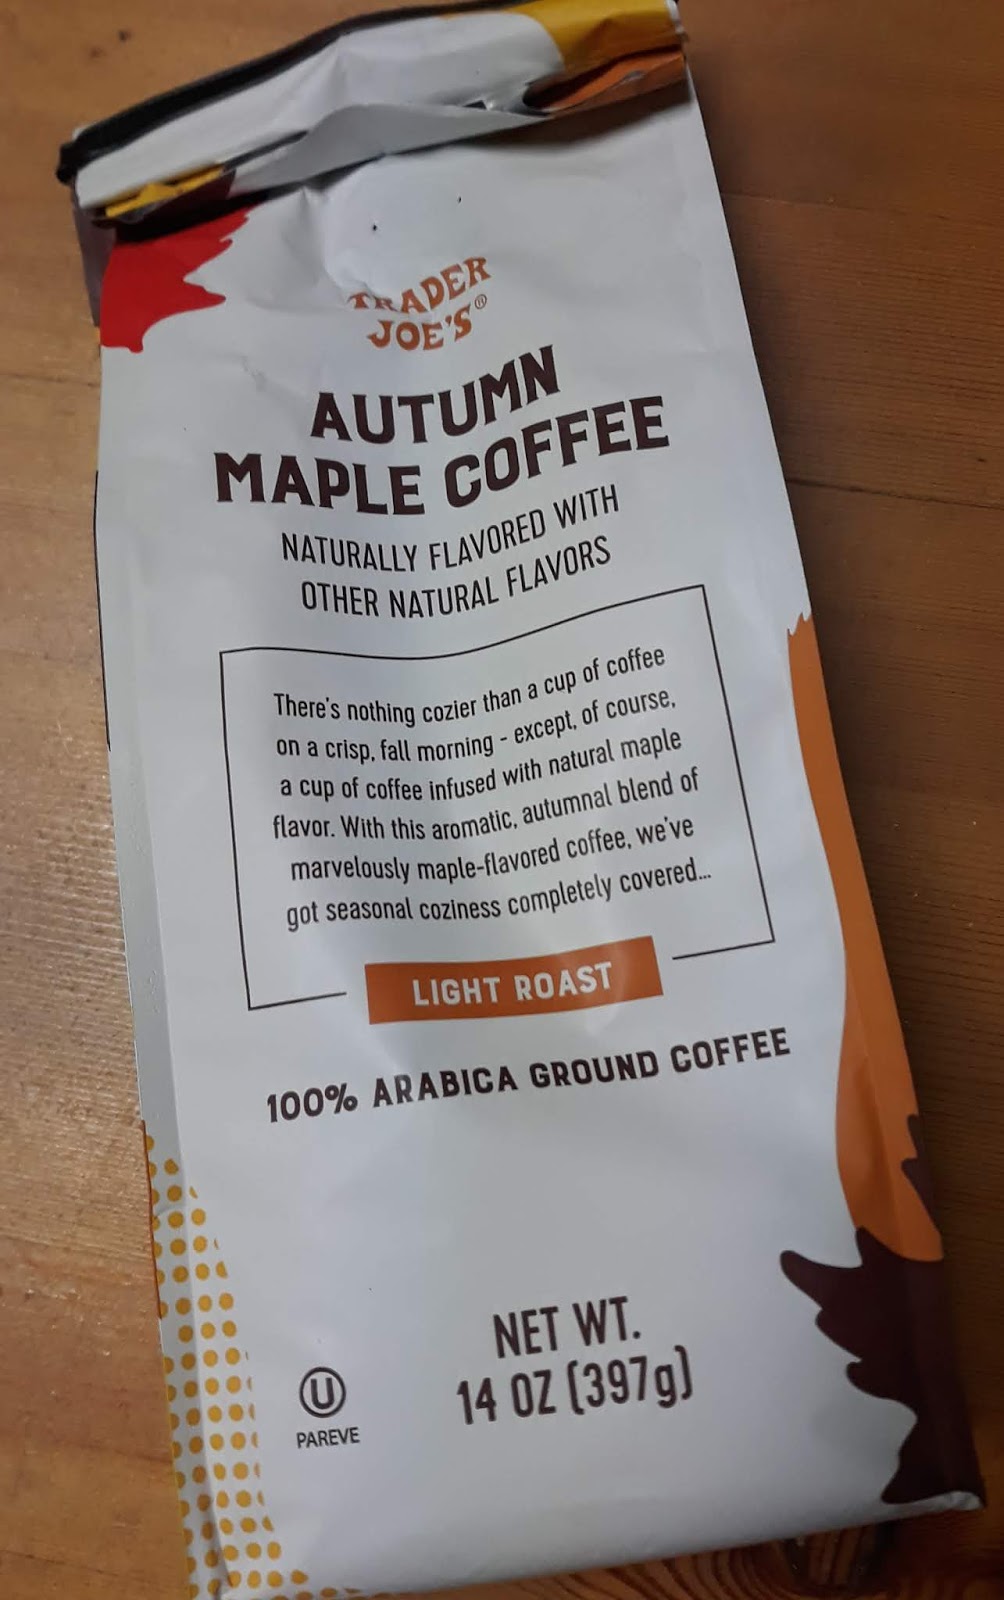 TRADER
JOE'S®
AUTUMN
MAPLE COFFEE
NATURALLY FLAVORED WITH
OTHER NATURAL FLAVORS
There's nothing cozier than a cup of coffee
on a crisp, fall morning - except, of course,
a cup of coffee infused with natural maple
flavor. With this aromatic, autumnal blend of
marvelously maple-flavored coffee, we've
got seasonal coziness completely covered...
LIGHT ROAST
100% ARABICA GROUND COFFEE
NET WT.
14 OZ (397g)
U
PAREVE